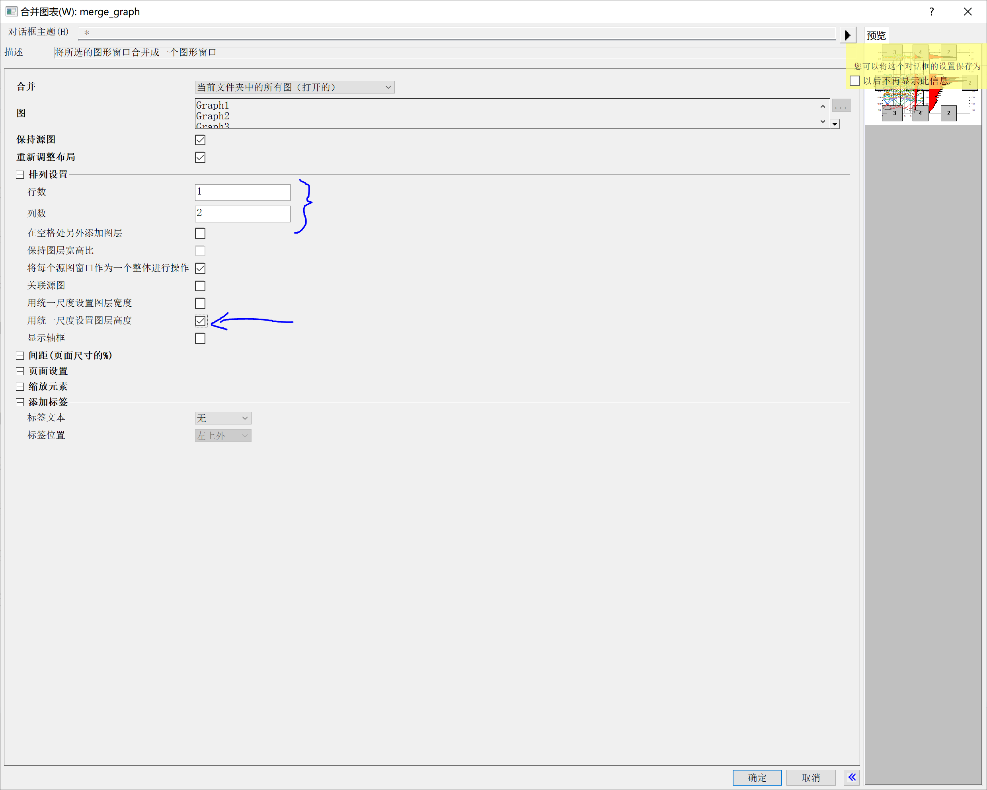 合并图表(W): merge_graph
对话框主题(H) *
描述 将所选的图形窗口合并成一个图形窗口
合并 当前文件夹中的所有图（打开的）
图 Graph1
Graph2
Graph3
...
保持源图
重新调整布局
排列设置
行数 1
列数 2
在空格处另外添加图层
保持图层宽高比
将每个源图窗口作为一个整体进行操作
关联源图
用统一尺度设置图层宽度
用统一尺度设置图层高度
显示轴框
间距(页面尺寸的%)
页面设置
缩放元素
添加标签
标签文本 无
标签位置 左上外
确定 取消
预览
您可以将这个对话框的设置保存为
以后不再显示此信息。
3 4 2